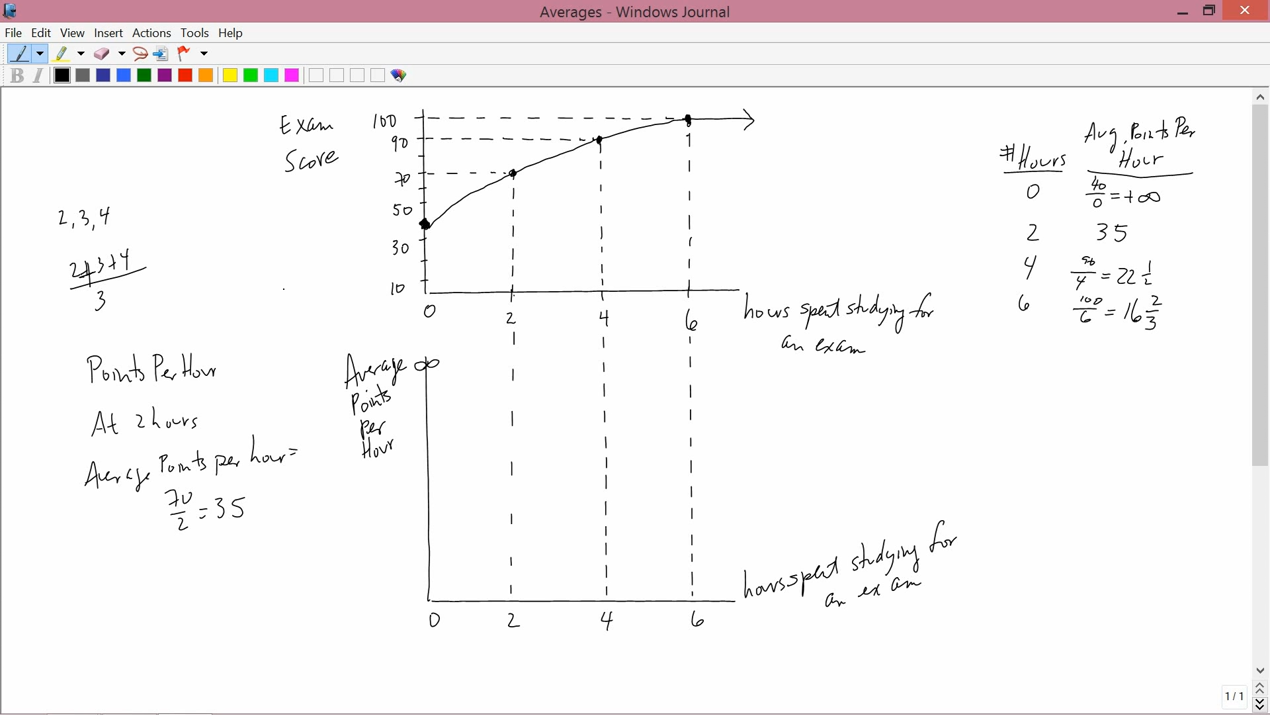 Averages - Windows Journal
File Edit View Insert Actions Tools Help
B I
Exam
Score
100
90
70
50
30
10
0 2 4 6
hours spent studying for
an exam
2, 3, 4
2+3+4
3
Points Per Hour
At 2 hours
Average Points per hour =
70
2
= 35
Average
Points
Per
Hour
∞
0 2 4 6
hours spent studying for
an exam
# Hours
Avg. Points Per
Hour
0 40/0 = +∞
2 35
4 90/4 = 22 1/2
6 100/6 = 16 2/3
1 / 1